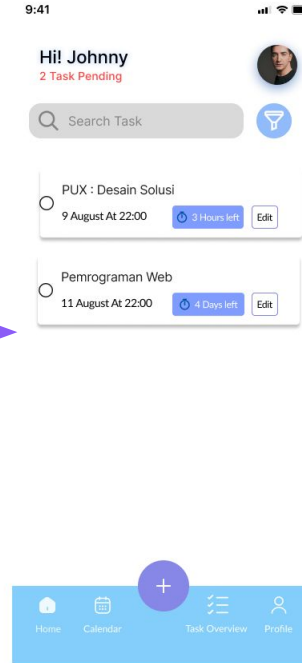 9:41
Hi! Johnny
2 Task Pending
Search Task
PUX : Desain Solusi
9 August At 22:00
3 Hours left
Edit
Pemrograman Web
11 August At 22:00
4 Days left
Edit
+
Home
Calendar
Task Overview
Profile